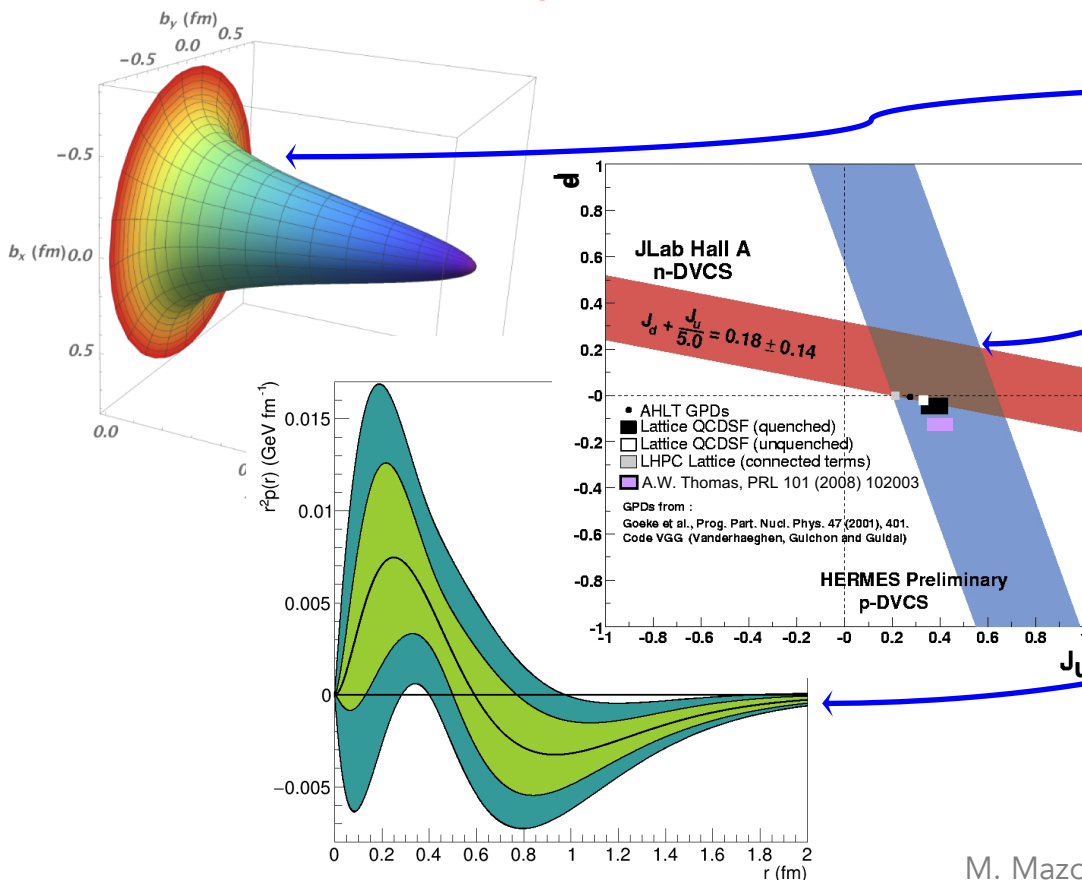 b_y (fm)
-0.5 0.0 0.5
-0.5
b_x (fm) 0.0
0.5
0.0
1
0.8
0.6
0.4
0.2
-0
-0.2
-0.4
-0.6
-0.8
-1
JLab Hall A
n-DVCS
J_d + J_u/5.0 = 0.18 ± 0.14
AHLT GPDs
Lattice QCDSF (quenched)
Lattice QCDSF (unquenched)
LHPC Lattice (connected terms)
A.W. Thomas, PRL 101 (2008) 102003
GPDs from :
Goeke et al., Prog. Part. Nucl. Phys. 47 (2001), 401.
Code VGG (Vanderhaeghen, Guichon and Guidal)
HERMES Preliminary
p-DVCS
-1 -0.8 -0.6 -0.4 -0.2 -0 0.2 0.4 0.6 0.8
J_u
r²p(r) (GeV fm⁻¹)
0.015
0.01
0.005
0
−0.005
0 0.2 0.4 0.6 0.8 1 1.2 1.4 1.6 1.8 2
r (fm)
M.